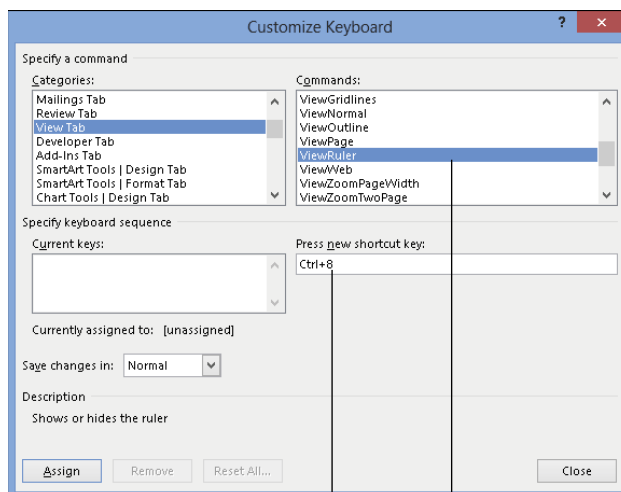 Customize Keyboard
?
Specify a command
Categories:
Mailings Tab
Review Tab
View Tab
Developer Tab
Add-Ins Tab
SmartArt Tools | Design Tab
SmartArt Tools | Format Tab
Chart Tools | Design Tab
Commands:
ViewGridlines
ViewNormal
ViewOutline
ViewPage
ViewRuler
ViewWeb
ViewZoomPageWidth
ViewZoomTwoPage
Specify keyboard sequence
Current keys:
Press new shortcut key:
Ctrl+8
Currently assigned to: [unassigned]
Save changes in: Normal
Description
Shows or hides the ruler
Assign Remove Reset All... Close